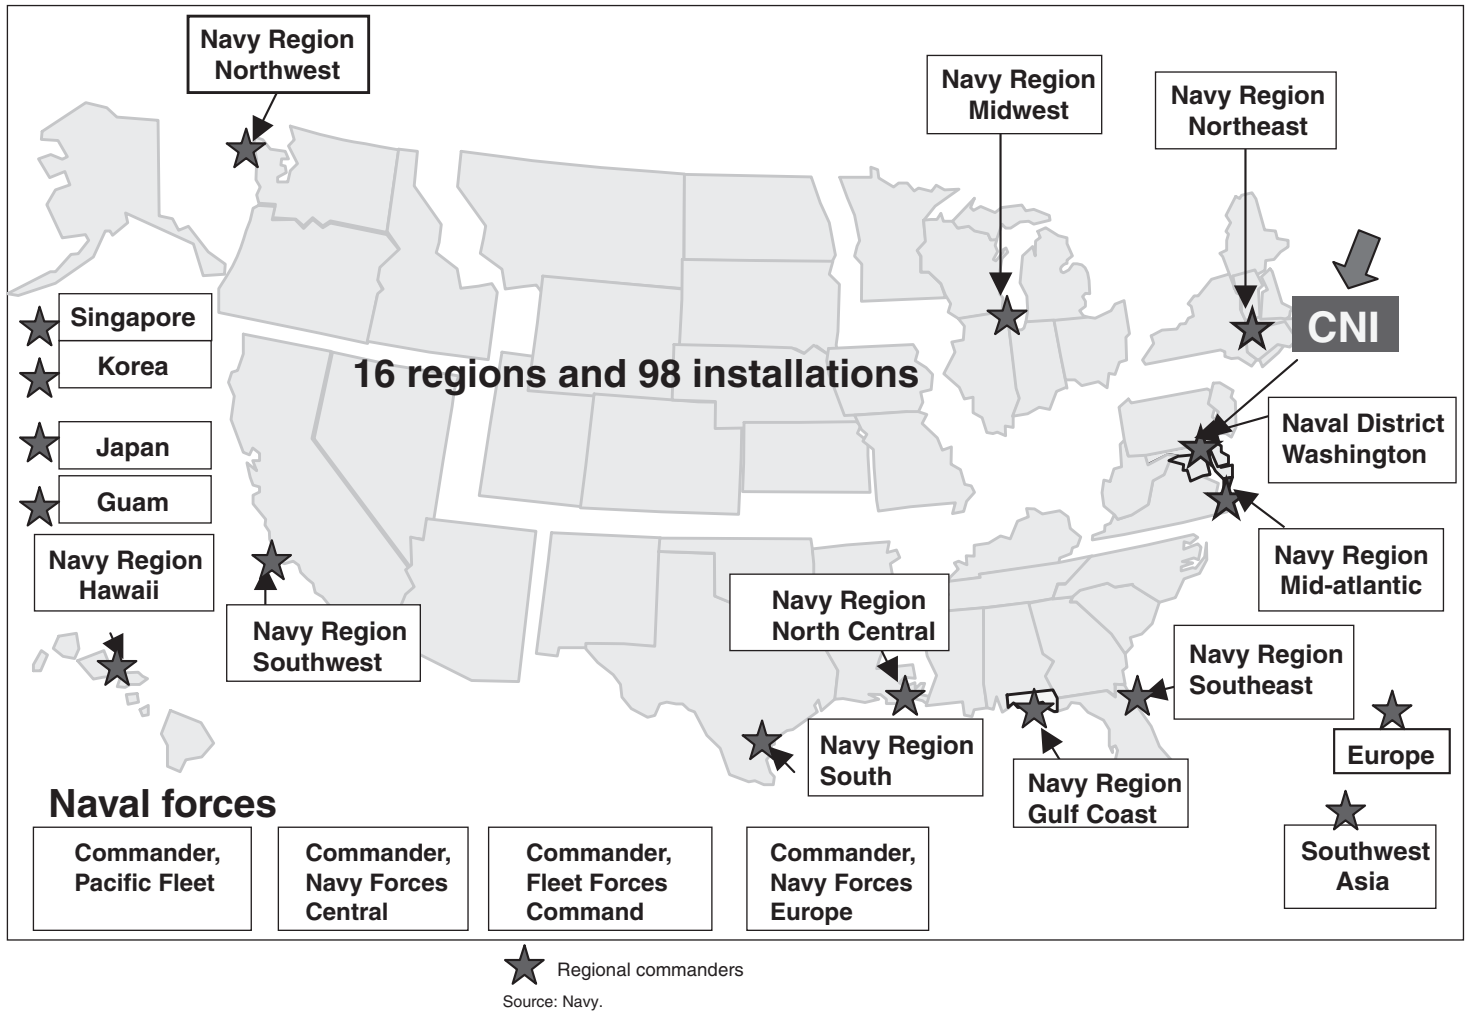 Navy Region
Northwest
Navy Region
Midwest
Navy Region
Northeast
CNI
Singapore
Korea
Japan
Guam
16 regions and 98 installations
Naval District
Washington
Navy Region
Hawaii
Navy Region
Southwest
Navy Region
North Central
Navy Region
Mid-atlantic
Navy Region
Southeast
Navy Region
South
Navy Region
Gulf Coast
Europe
Southwest
Asia
Naval forces
Commander,
Pacific Fleet
Commander,
Navy Forces
Central
Commander,
Fleet Forces
Command
Commander,
Navy Forces
Europe
Regional commanders
Source: Navy.